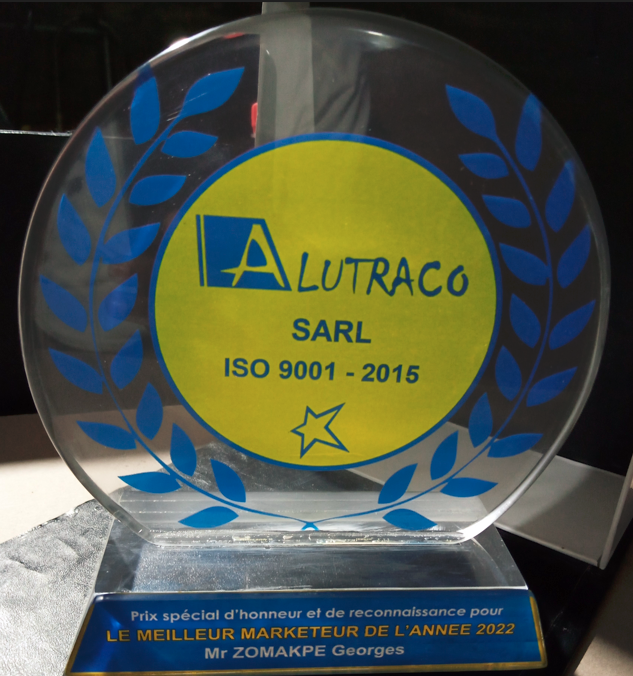 ALUTRACO
SARL
ISO 9001 - 2015
Prix spécial d'honneur et de reconnaissance pour
LE MEILLEUR MARKETEUR DE L'ANNEE 2022
Mr ZOMAKPE Georges